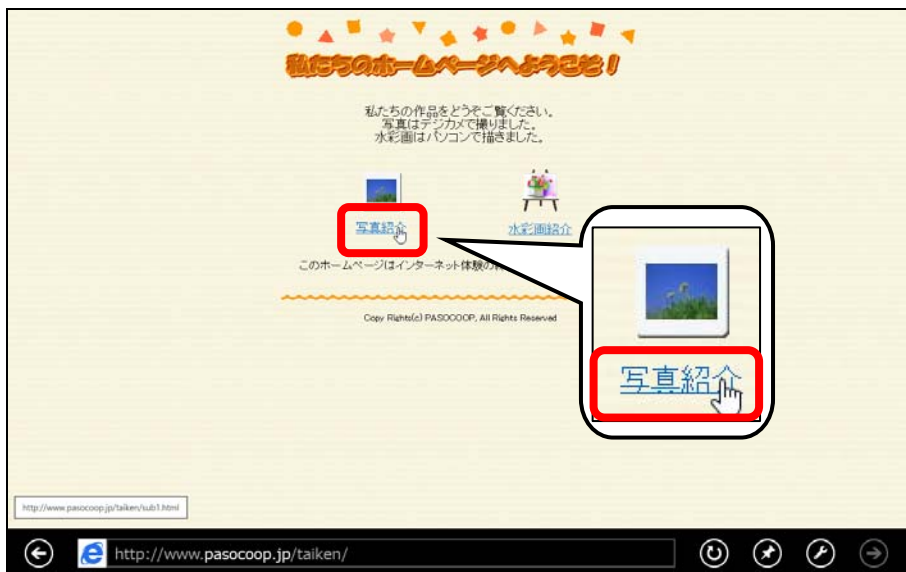 私たちのホームページへようこそ!
私たちの作品をどうぞご覧ください。
写真はデジカメで撮りました。
水彩画はパソコンで描きました。
写真紹介
水彩画紹介
このホームページはインターネット体験の
写真紹介
Copy Rights(c) PASOCOOP, All Rights Reserved
http://www.pasocoop.jp/taiken/sub1.html
http://www.pasocoop.jp/taiken/